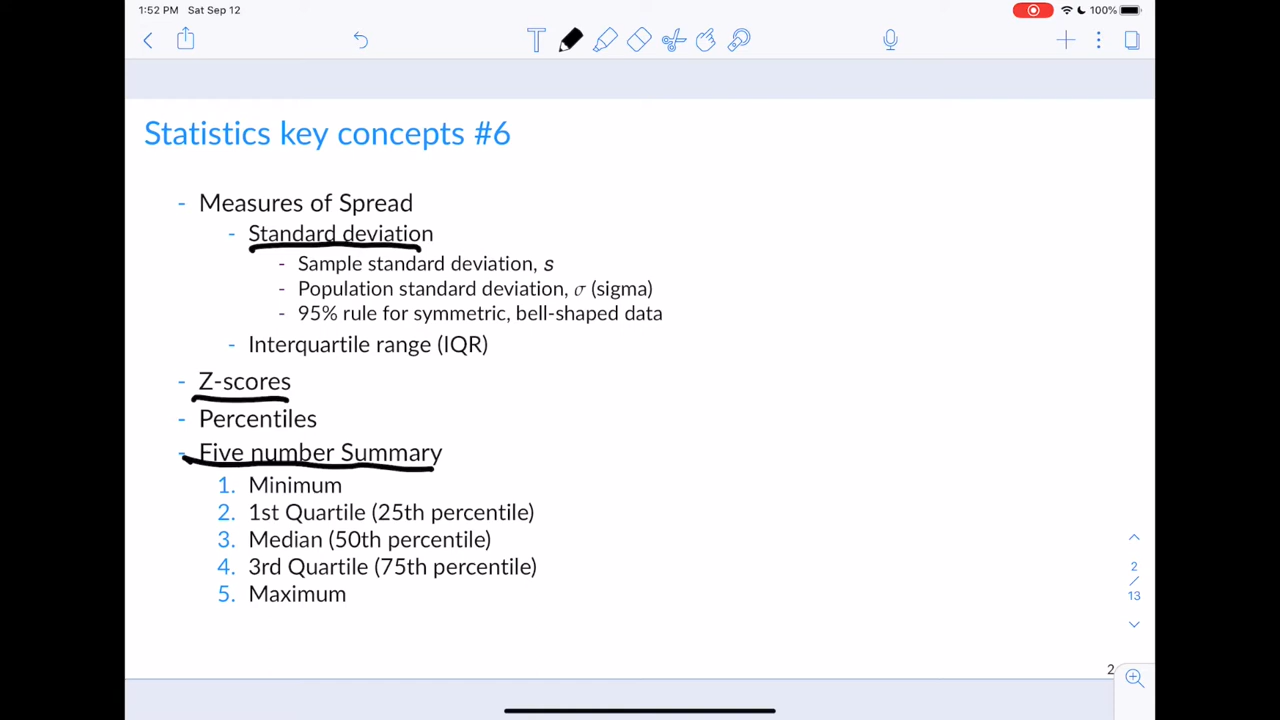 1:52 PM Sat Sep 12
100%
T
Statistics key concepts #6
- Measures of Spread
- Standard deviation
- Sample standard deviation, s
- Population standard deviation, σ (sigma)
- 95% rule for symmetric, bell-shaped data
- Interquartile range (IQR)
- Z-scores
- Percentiles
- Five number Summary
1. Minimum
2. 1st Quartile (25th percentile)
3. Median (50th percentile)
4. 3rd Quartile (75th percentile)
5. Maximum
2
/
13
2